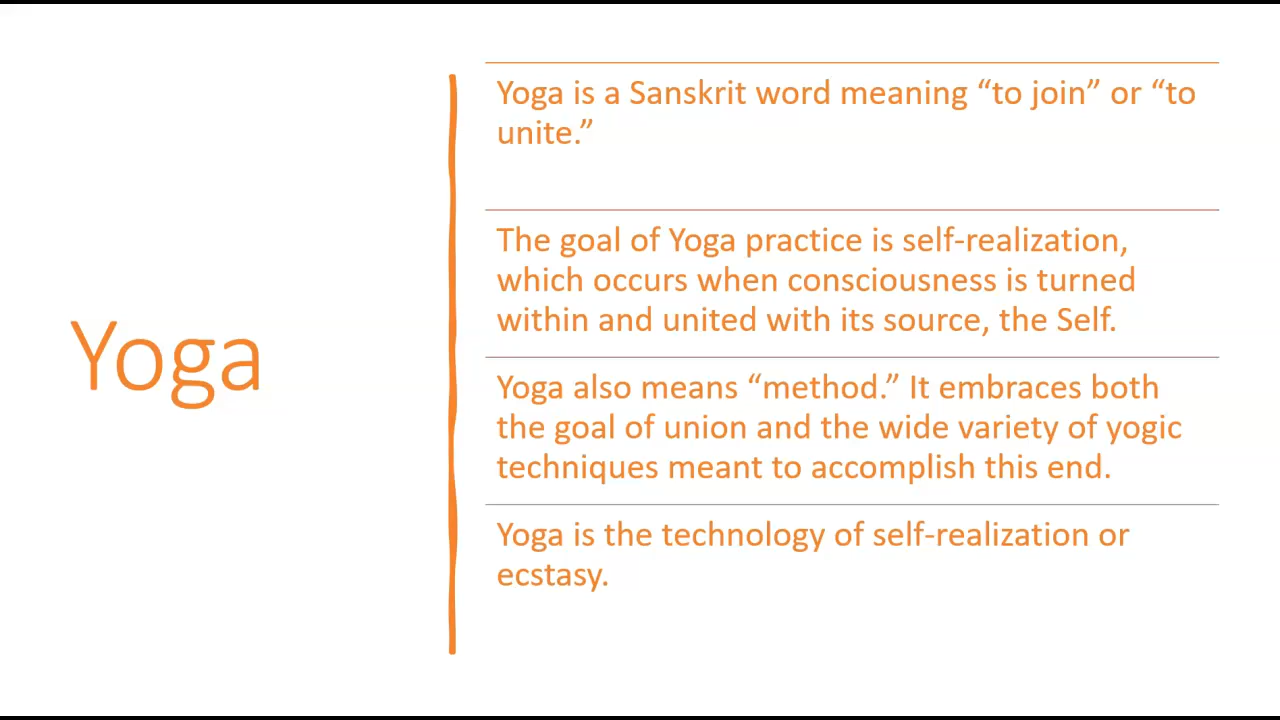 Yoga
Yoga is a Sanskrit word meaning “to join” or “to
unite.”
The goal of Yoga practice is self-realization,
which occurs when consciousness is turned
within and united with its source, the Self.
Yoga also means “method.” It embraces both
the goal of union and the wide variety of yogic
techniques meant to accomplish this end.
Yoga is the technology of self-realization or
ecstasy.